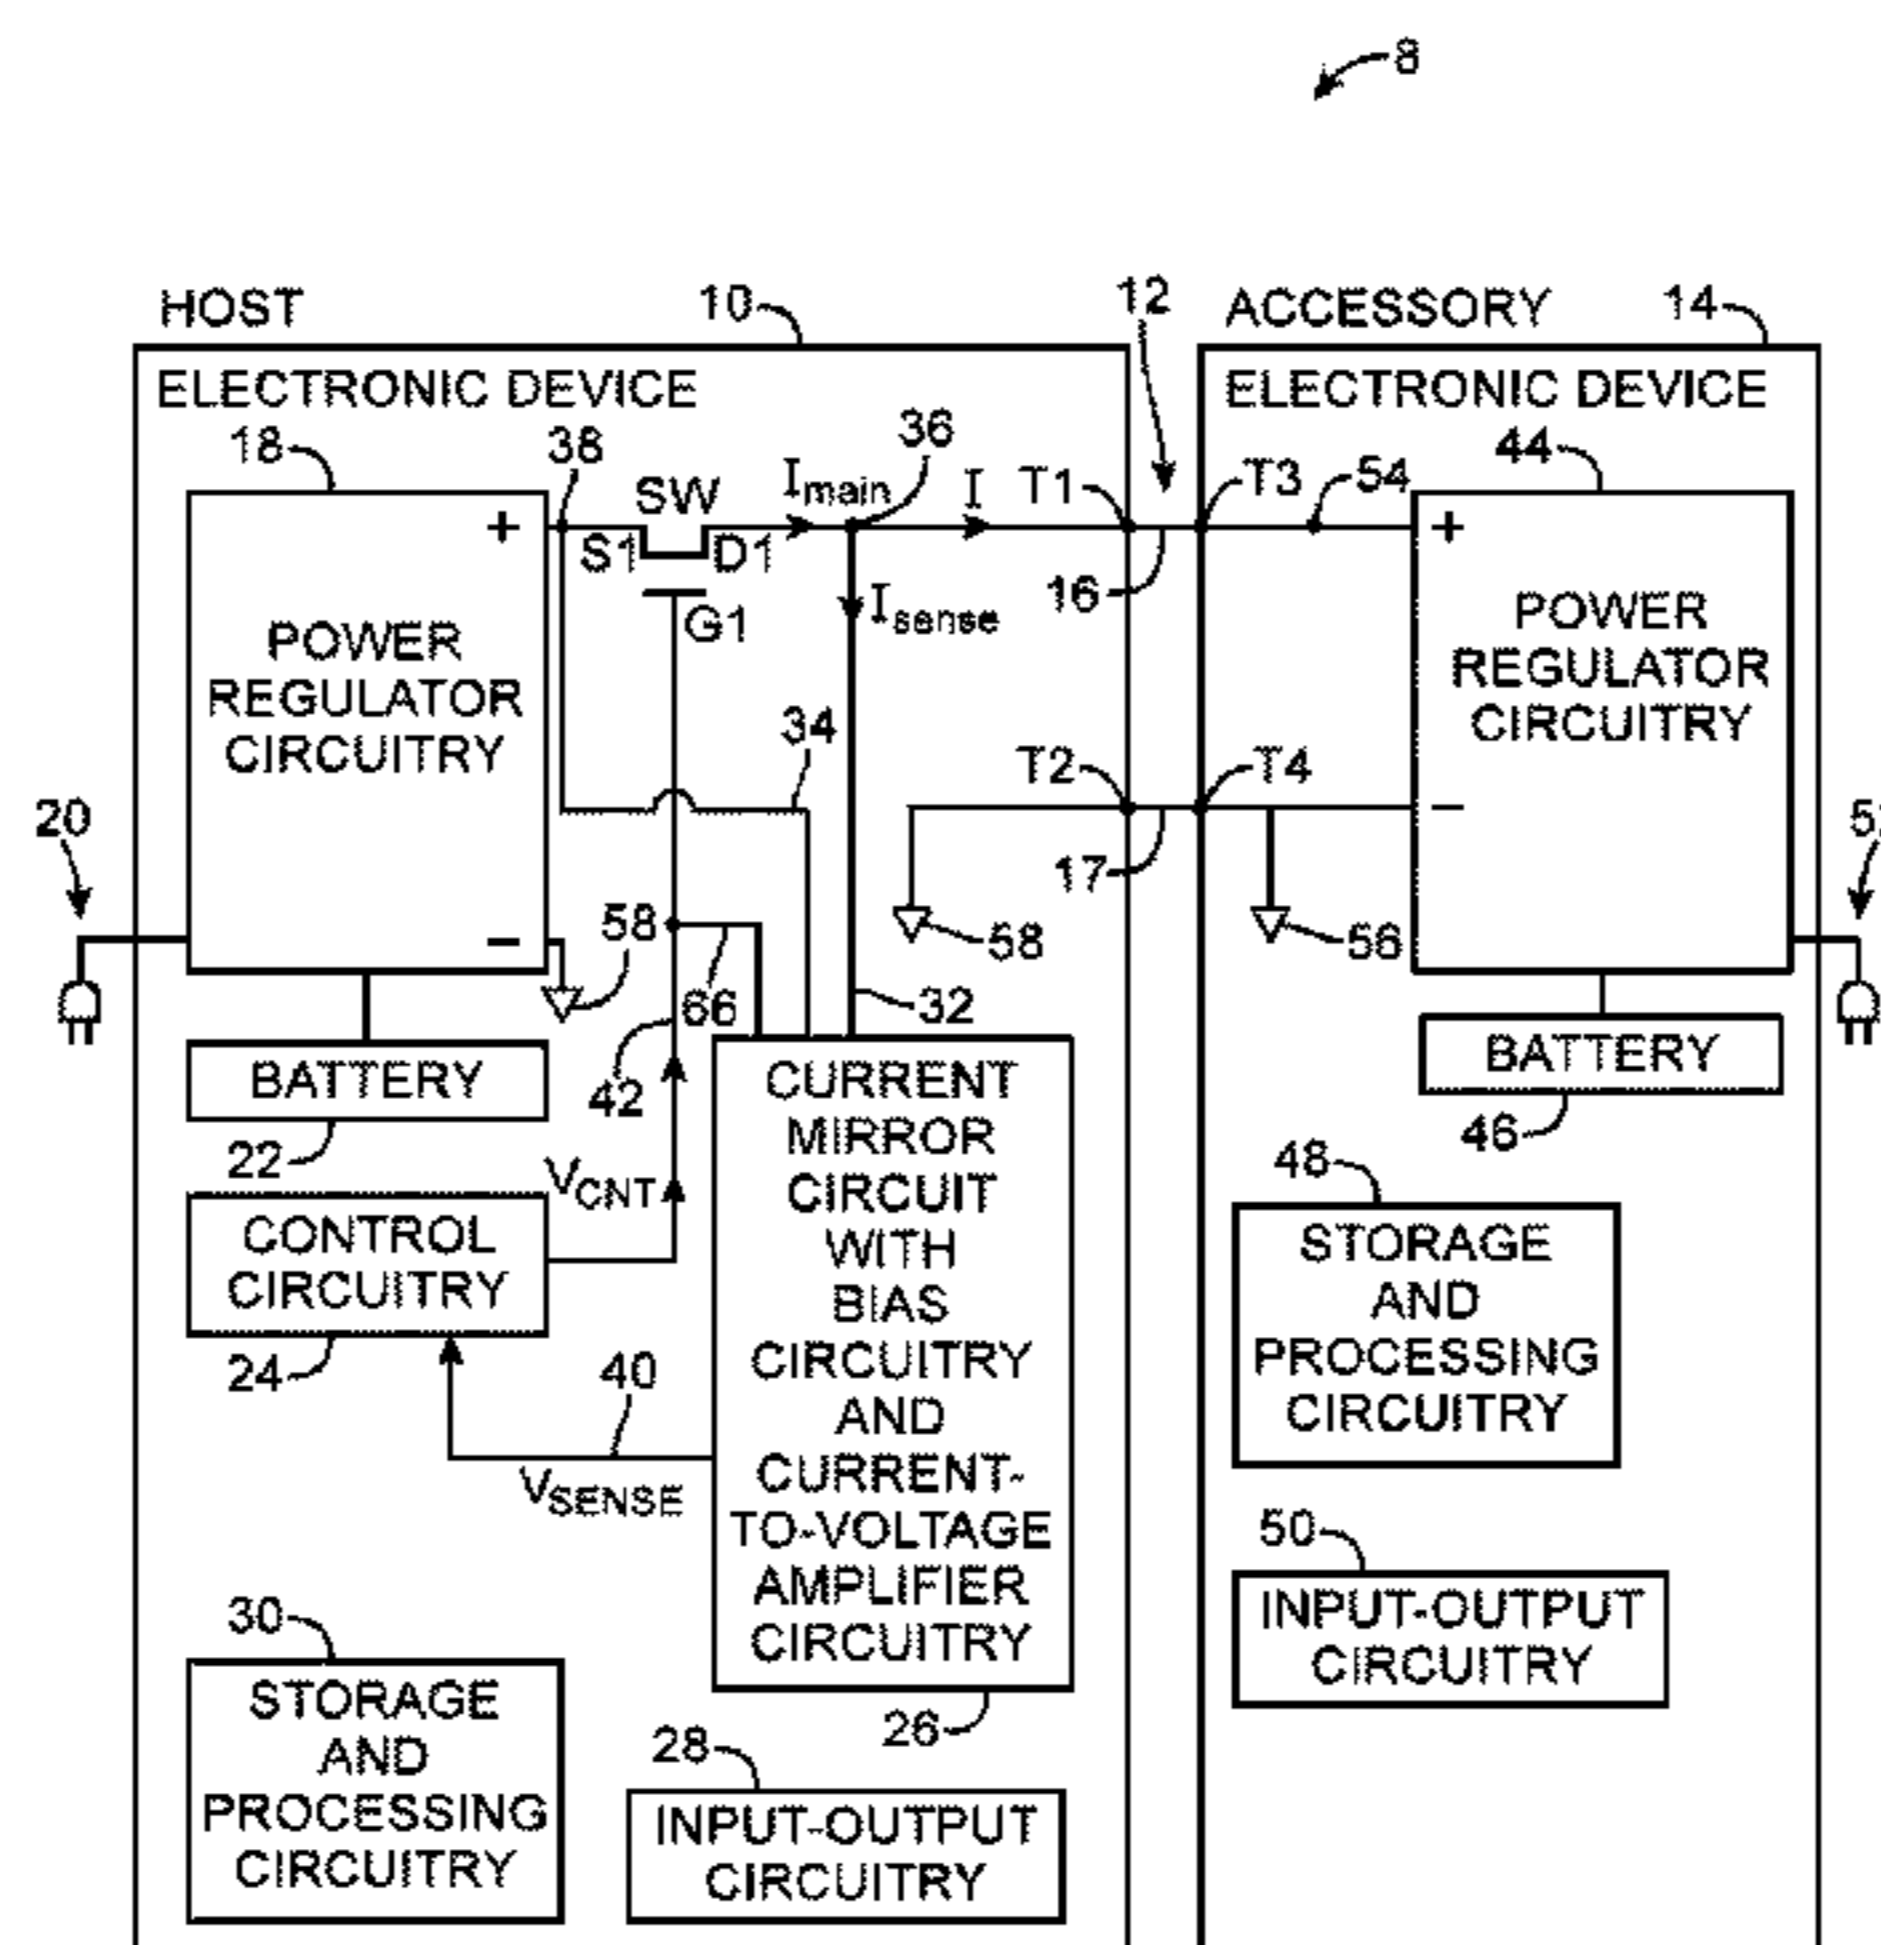 8
HOST
10
12
ACCESSORY
14
ELECTRONIC DEVICE
ELECTRONIC DEVICE
18
38
36
44
SW
Imain
I
T1
T3
54
+
S1
D1
+
16
G1
Isense
POWER
REGULATOR
CIRCUITRY
POWER
REGULATOR
CIRCUITRY
34
T2
T4
−
20
17
58
58
56
−
66
32
BATTERY
42
BATTERY
22
46
VCNT
CURRENT
MIRROR
CIRCUIT
WITH
BIAS
CIRCUITRY
AND
CURRENT-
TO-VOLTAGE
AMPLIFIER
CIRCUITRY
48
CONTROL
CIRCUITRY
STORAGE
AND
PROCESSING
CIRCUITRY
24
40
VSENSE
50
INPUT-OUTPUT
CIRCUITRY
30
26
STORAGE
AND
PROCESSING
CIRCUITRY
28
INPUT-OUTPUT
CIRCUITRY